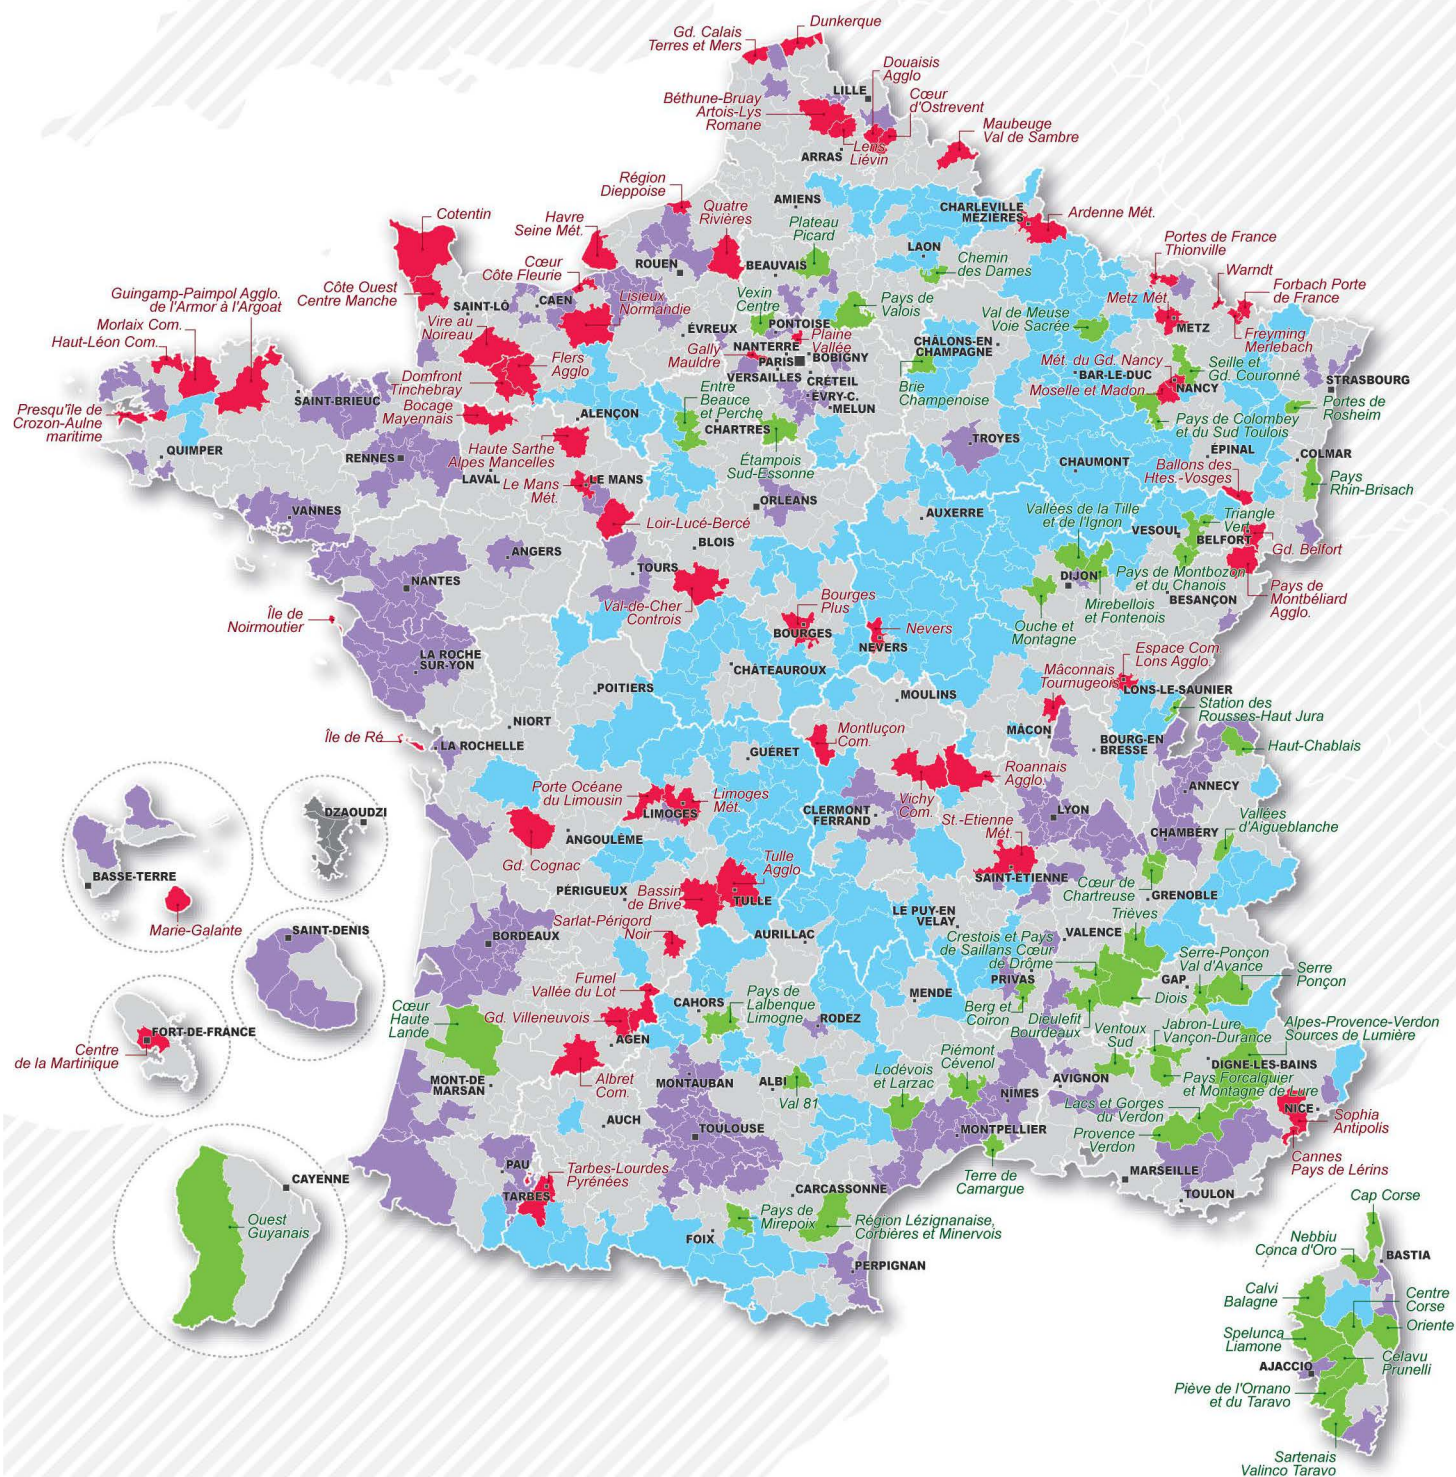 Gd. Calais
Terres et Mers
Dunkerque
Douaisis
Agglo
LILLE
Cœur
d'Ostrevent
Béthune-Bruay
Artois-Lys
Romane
Maubeuge
Val de Sambre
Lens
Liévin
ARRAS
Région
Dieppoise
AMIENS
Quatre
Rivières
CHARLEVILLE
MÉZIÈRES
Ardenne Mét.
Cotentin
Havre
Seine Mét.
Plateau
Picard
LAON
Portes de France
Thionville
ROUEN
BEAUVAIS
Chemin
des Dames
Warndt
Cœur
Côte Fleurie
Forbach Porte
de France
Côte Ouest
Centre Manche
Guingamp-Paimpol Agglo.
de l'Armor à l'Argoat
SAINT-LÔ
CAEN
Lisieux
Normandie
Vexin
Centre
Pays de
Valois
Val de Meuse
Voie Sacrée
Metz Mét.
METZ
Morlaix Com.
Haut-Léon Com.
Vire au
Noireau
ÉVREUX
PONTOISE
Plaine
Vallée
NANTERRE
Gally
Mauldre
PARIS
BOBIGNY
VERSAILLES
CRÉTEIL
ÉVRY-C.
MELUN
CHÂLONS-EN
CHAMPAGNE
Freyming
Merlebach
Mét. du Gd. Nancy
BAR-LE-DUC
Seille et
Gd. Couronné
NANCY
Moselle et Madon
STRASBOURG
Flers
Agglo
Domfront
Tinchebray
Brie
Champenoise
Portes de
Rosheim
SAINT-BRIEUC
Bocage
Mayennais
ALENÇON
Entre
Beauce
et Perche
CHARTRES
Presqu'île de
Crozon-Aulne
maritime
Pays de Colombey
et du Sud Toulois
QUIMPER
RENNES
Haute Sarthe
Alpes Mancelles
LAVAL
Étampois
Sud-Essonne
TROYES
ÉPINAL
COLMAR
CHAUMONT
Ballons des
Htes.-Vosges
Pays
Rhin-Brisach
Le Mans
Mét.
LE MANS
ORLÉANS
VANNES
Loir-Lucé-Bercé
AUXERRE
Vallées de la Tille
et de l'Ignon
Triangle
Vert
VESOUL
BELFORT
Gd. Belfort
ANGERS
BLOIS
TOURS
DIJON
Pays de Montbozon
et du Chanois
BESANÇON
Pays de
Montbéliard
Agglo.
NANTES
Val-de-Cher
Controis
Bourges
Plus
BOURGES
Nevers
NEVERS
Mirebellois
et Fontenois
Ouche et
Montagne
Île de
Noirmoutier
Espace Com.
Lons Agglo.
LA ROCHE
SUR-YON
CHÂTEAUROUX
Mâconnais
Tournugeois
LONS-LE-SAUNIER
POITIERS
MOULINS
Station des
Rousses-Haut Jura
NIORT
Île de Ré
LA ROCHELLE
Montluçon
Com.
MÂCON
BOURG-EN
BRESSE
Haut-Chablais
GUÉRET
Roannais
Agglo.
Porte Océane
du Limousin
Limoges
Mét.
LIMOGES
Vichy
Com.
ANNECY
DZAOUDZI
CLERMONT
FERRAND
LYON
Vallées
d'Aigueblanche
ANGOULÊME
Gd. Cognac
St.-Etienne
Mét.
CHAMBÉRY
BASSE-TERRE
Tulle
Agglo
SAINT-ETIENNE
Cœur de
Chartreuse
GRENOBLE
PÉRIGUEUX
Bassin
de Brive
TULLE
Marie-Galante
SAINT-DENIS
Sarlat-Périgord
Noir
LE PUY-EN
VELAY
Trièves
BORDEAUX
AURILLAC
VALENCE
Crestois et Pays
de Saillans Cœur
de Drôme
Serre-Ponçon
Val d'Avance
GAP
Serre
Ponçon
PRIVAS
Fumel
Vallée du Lot
CAHORS
Pays de
Lalbenque
Limogne
MENDE
Berg et
Coiron
Dieulefit
Bourdeaux
Diois
Cœur
Haute
Lande
Gd. Villeneuvois
RODEZ
FORT-DE-FRANCE
Centre
de la Martinique
AGEN
Ventoux
Sud
Jabron-Lure
Vançon-Durance
Alpes-Provence-Verdon
Sources de Lumière
DIGNE-LES-BAINS
Piémont
Cévenol
Lodévois
et Larzac
MONT-DE
MARSAN
Albret
Com.
MONTAUBAN
ALBI
Val 81
AVIGNON
Pays Forcalquier
et Montagne de Lure
NÎMES
Lacs et Gorges
du Verdon
NICE
AUCH
TOULOUSE
MONTPELLIER
Provence
Verdon
Sophia
Antipolis
PAU
Tarbes-Lourdes
Pyrénées
TARBES
Terre de
Camargue
Cannes
Pays de Lérins
MARSEILLE
TOULON
CARCASSONNE
CAYENNE
Pays de
Mirepoix
Région Lézignanaise,
Corbières et Minervois
Cap Corse
Ouest
Guyanais
FOIX
Nebbiu
Conca d'Oro
BASTIA
PERPIGNAN
Calvi
Balagne
Centre
Corse
Oriente
Spelunca
Liamone
AJACCIO
Celavu
Prunelli
Piève de l'Ornano
et du Taravo
Sartenais
Valinco Taravo